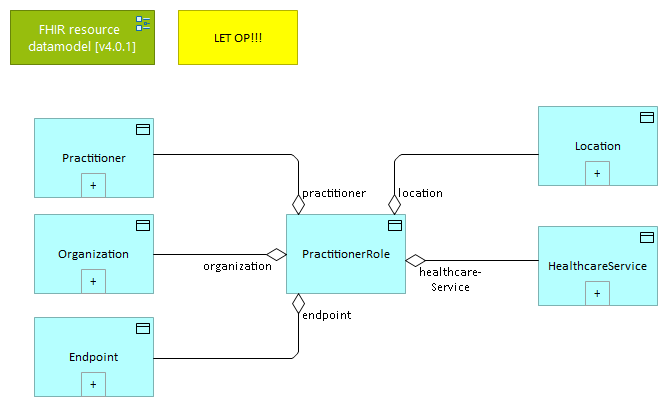 FHIR resource
datamodel [v4.0.1]
LET OP!!!
Practitioner
+
Location
+
practitioner
location
Organization
+
organization
PractitionerRole
healthcare-
Service
HealthcareService
+
endpoint
Endpoint
+